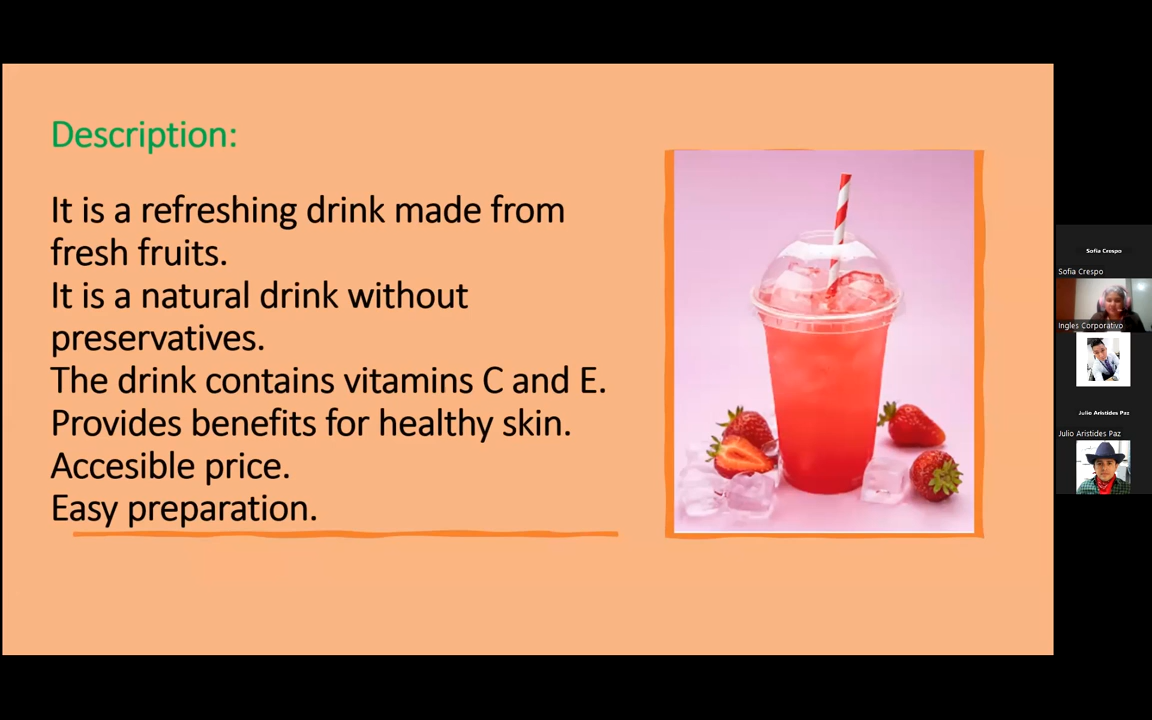 Description:
It is a refreshing drink made from
fresh fruits.
It is a natural drink without
preservatives.
The drink contains vitamins C and E.
Provides benefits for healthy skin.
Accesible price.
Easy preparation.
Sofia Crespo
Sofia Crespo
Ingles Corporativo
Julio Aristides Paz
Julio Aristides Paz